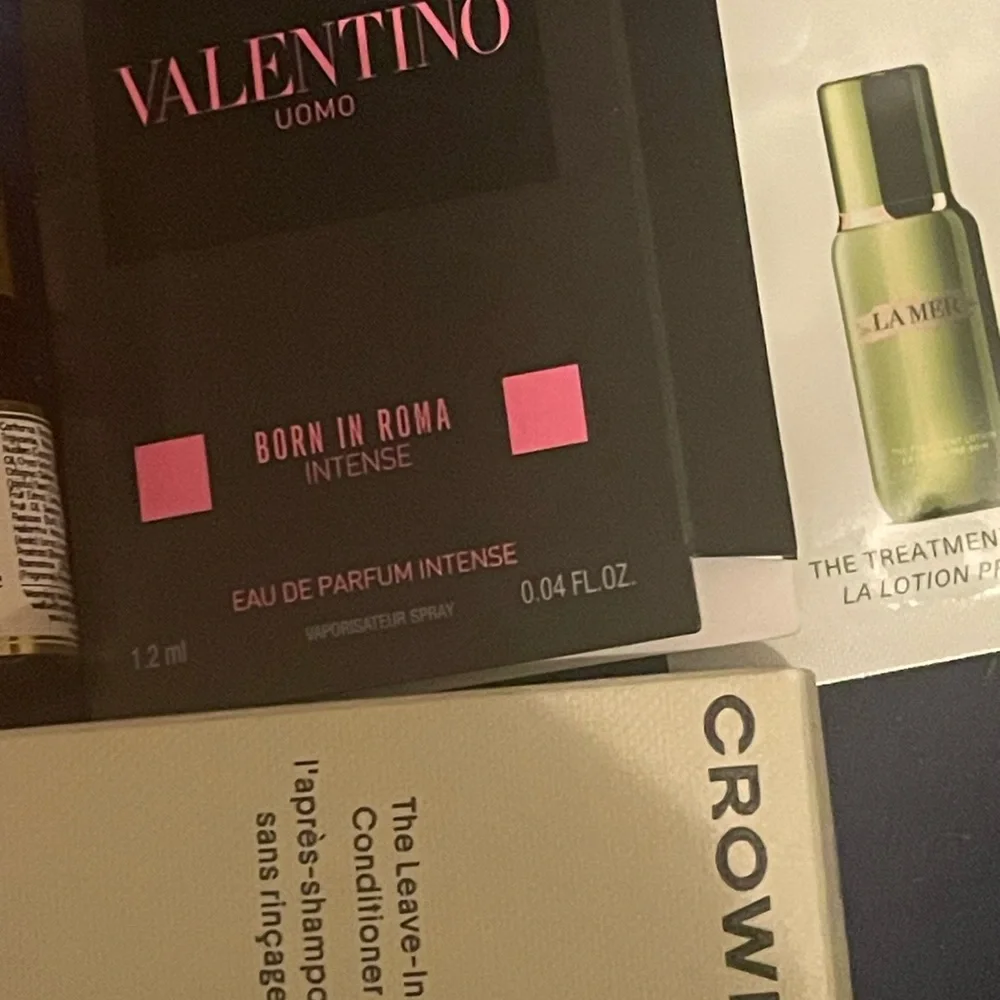 VALENTINO
UOMO
BORN IN ROMA
INTENSE
EAU DE PARFUM INTENSE
VAPORISATEUR SPRAY
1.2 ml
0.04 FL.OZ.
LA MER
THE TREATMEN
LA LOTION PR
CROW
The Leave-In
Conditioner
l'après-shampo
sans rinçage